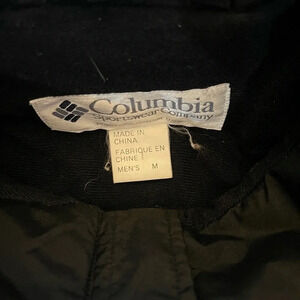 Columbia
Sportswear Company
MADE IN
CHINA
FABRIQUE EN
CHINE
MEN'S M